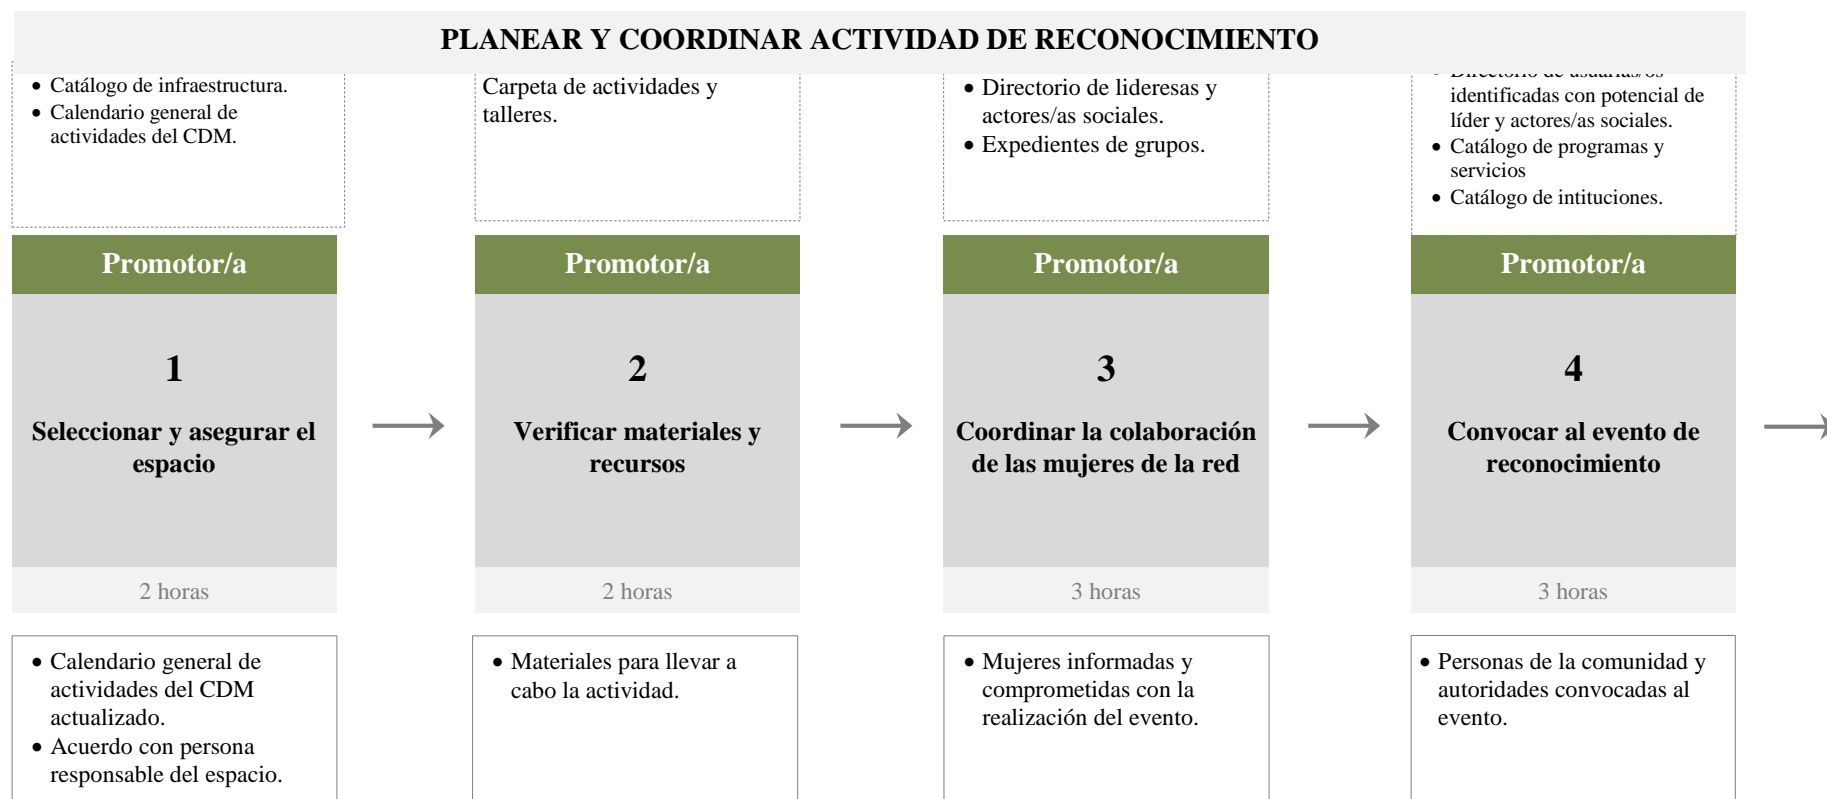 PLANEAR Y COORDINAR ACTIVIDAD DE RECONOCIMIENTO
• Catálogo de infraestructura.
• Calendario general de
actividades del CDM.
Carpeta de actividades y
talleres.
• Directorio de lideresas y
actores/as sociales.
• Expedientes de grupos.
• Directorio de usuarias/os
identificadas con potencial de
líder y actores/as sociales.
• Catálogo de programas y
servicios
• Catálogo de intituciones.
Promotor/a
1
Seleccionar y asegurar el
espacio
2 horas
Promotor/a
2
Verificar materiales y
recursos
2 horas
Promotor/a
3
Coordinar la colaboración
de las mujeres de la red
3 horas
Promotor/a
4
Convocar al evento de
reconocimiento
3 horas
• Calendario general de
actividades del CDM
actualizado.
• Acuerdo con persona
responsable del espacio.
• Materiales para llevar a
cabo la actividad.
• Mujeres informadas y
comprometidas con la
realización del evento.
• Personas de la comunidad y
autoridades convocadas al
evento.